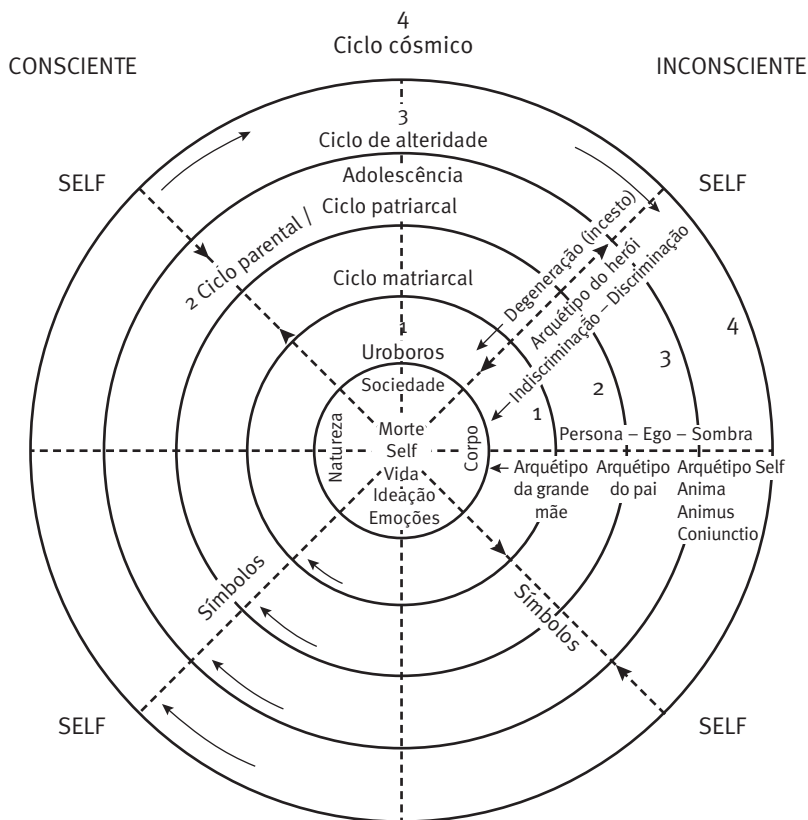 4
Ciclo cósmico
CONSCIENTE
INCONSCIENTE
3
Ciclo de alteridade
SELF
SELF
Adolescência
2 Ciclo parental /
Ciclo patriarcal
Degeneração (incesto)
Arquétipo do herói
Indiscriminação – Discriminação
Ciclo matriarcal
1
Uroboros
Sociedade
Natureza
Morte
Self
Vida
Ideação
Emoções
Corpo
1
2
3
4
Persona – Ego – Sombra
Arquétipo
da grande
mãe
Arquétipo
do pai
Arquétipo Self
Anima
Animus
Coniunctio
Símbolos
Símbolos
SELF
SELF